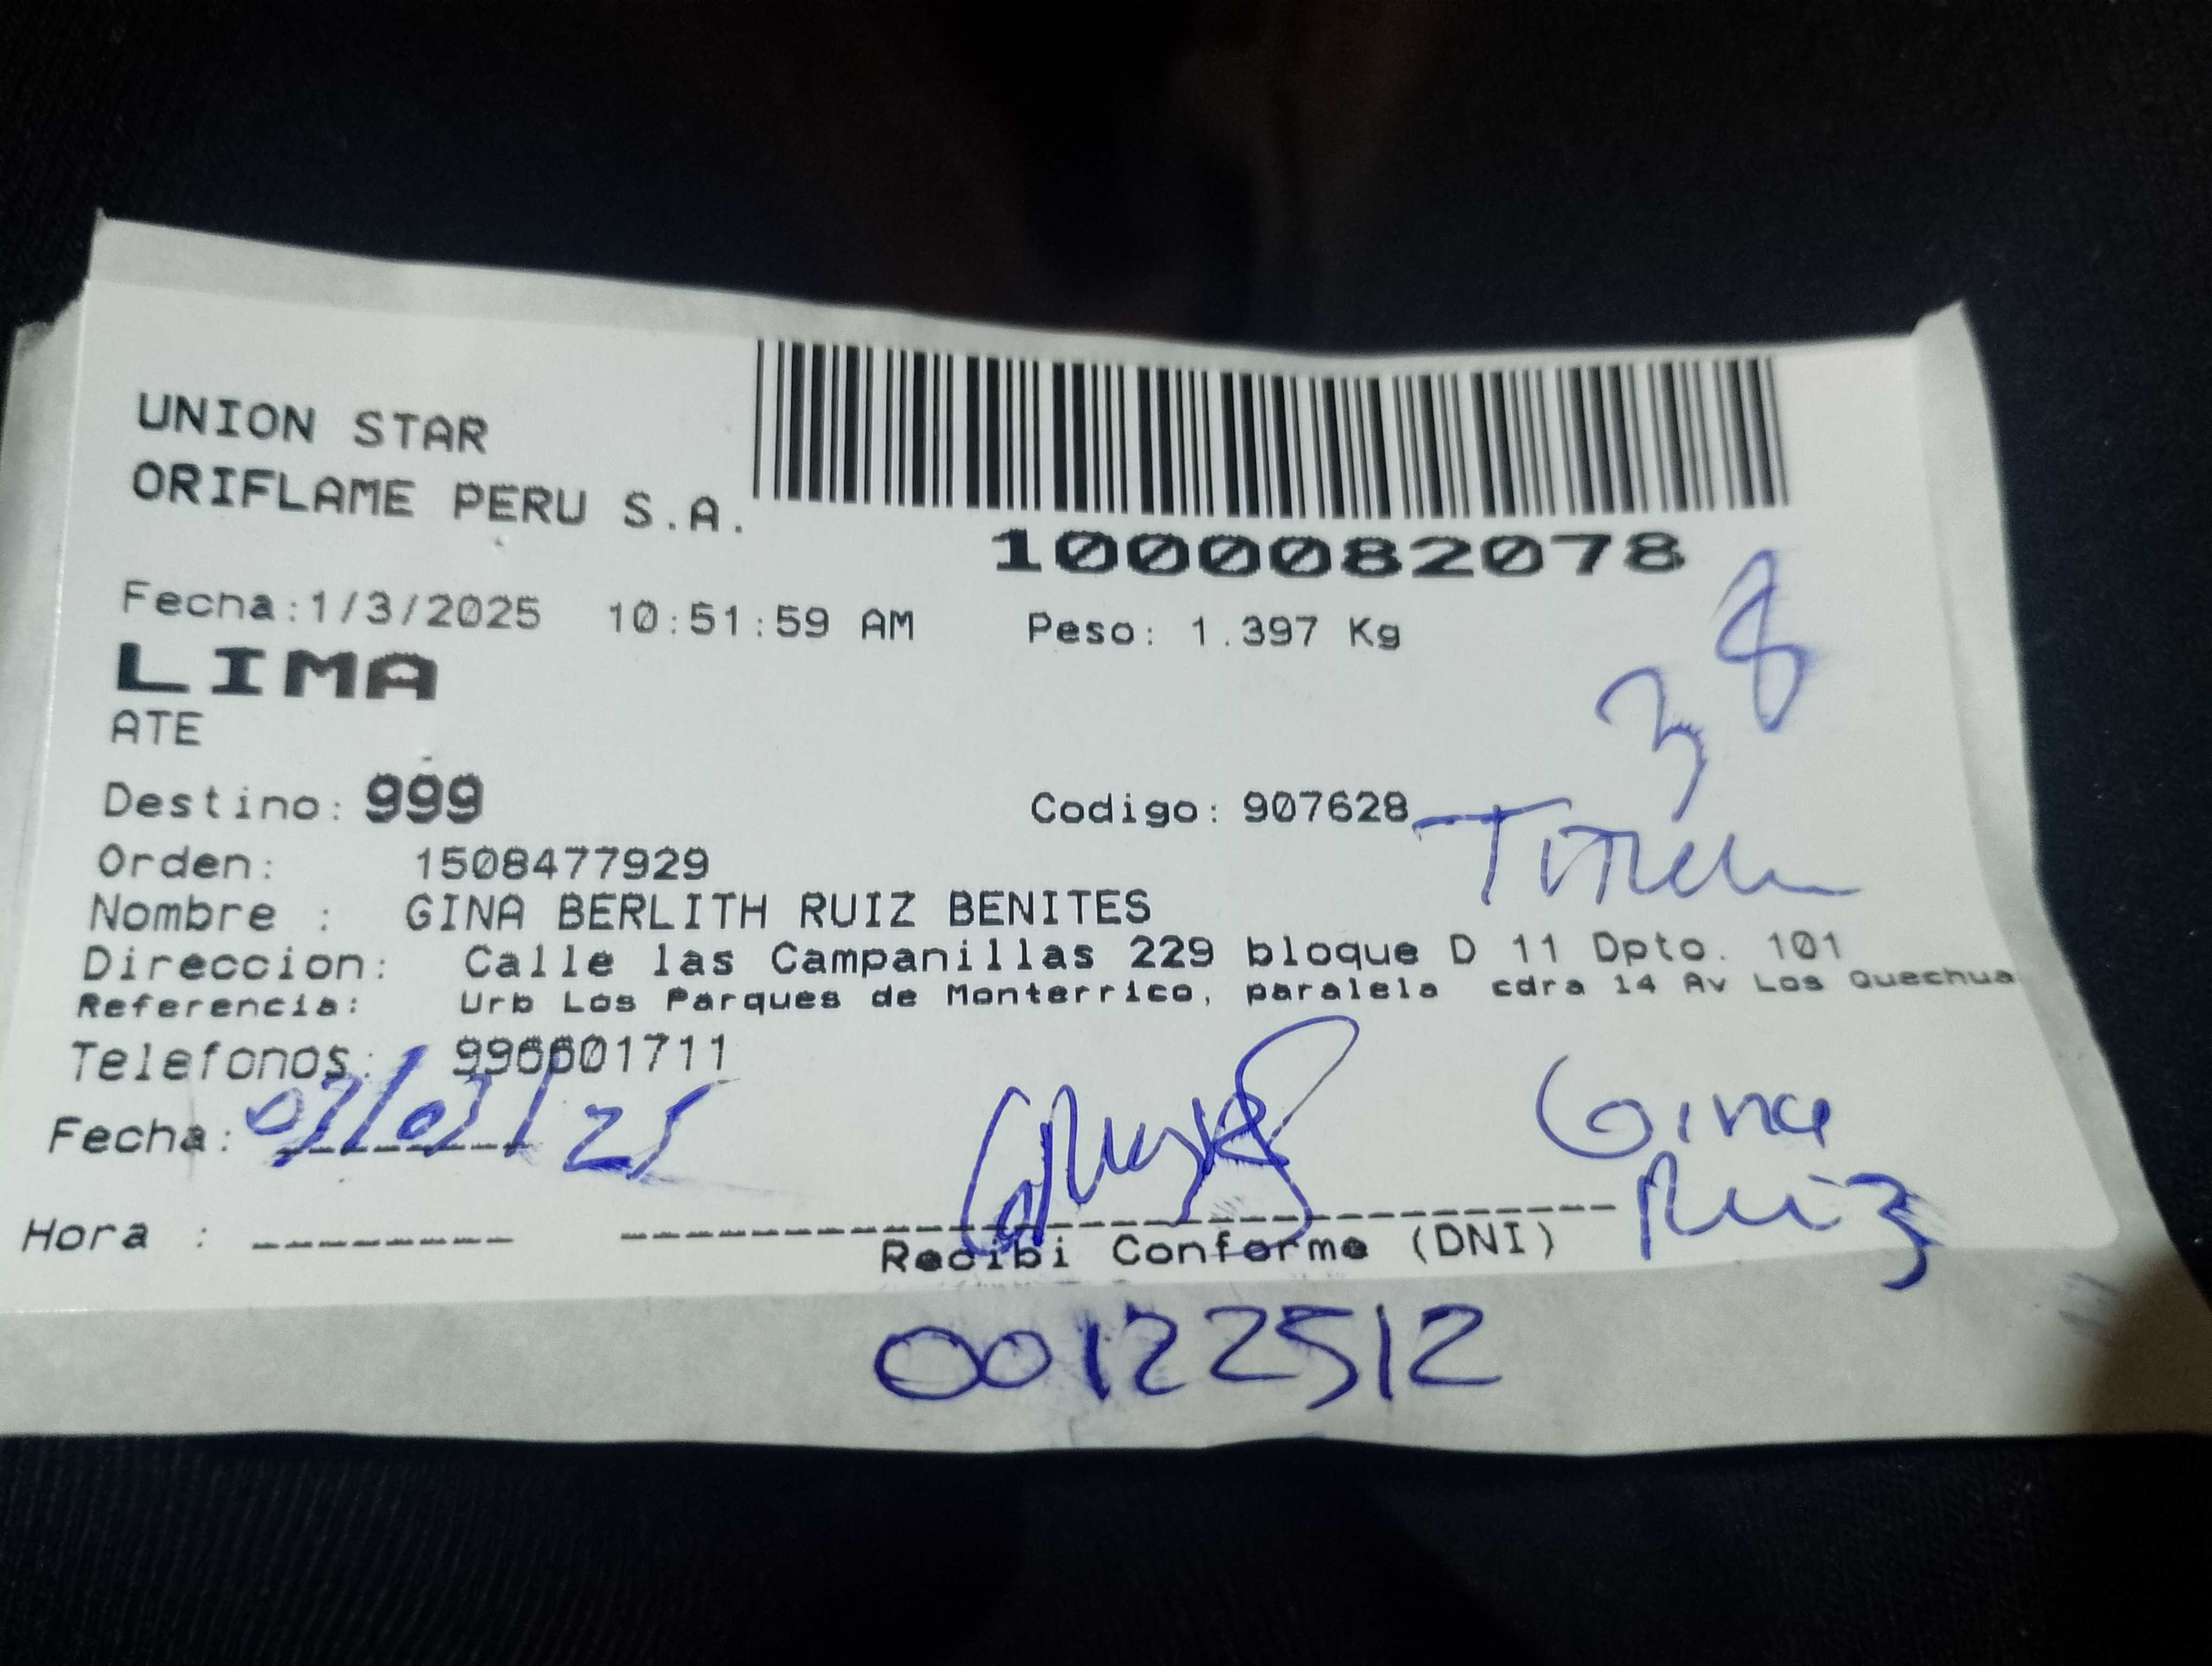 UNION STAR
ORIFLAME PERU S.A.
1000082078
Fecha:1/3/2025 10:51:59 AM Peso: 1.397 Kg
LIMA
38
ATE
Destino: 999 Codigo: 907628
Orden: 1508477929
Nombre : GINA BERLITH RUIZ BENITES
Direccion: Calle las Campanillas 229 bloque D 11 Dpto. 101
Referencia: Urb Los Parques de Monterrico, paralela cdra 14 Av Los Quechua
Telefonos: 996601711
Fecha: 03/03/25 Gina
Ruiz
Hora :
Recibi Conforme (DNI)
00122512